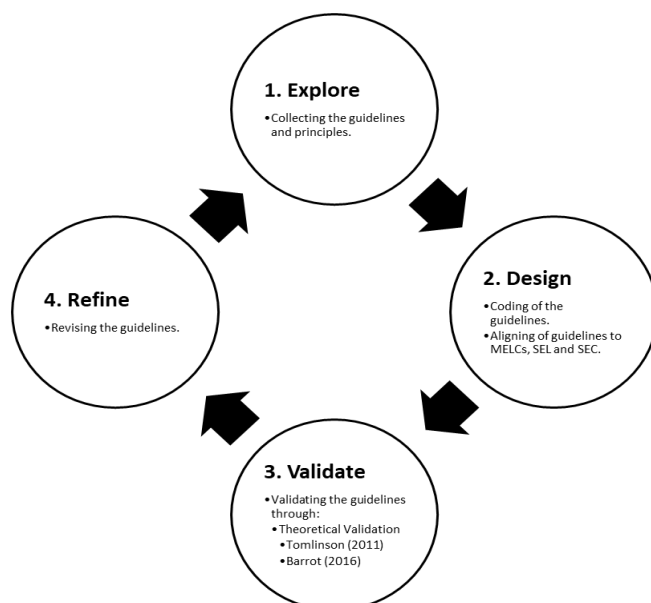 1. Explore
•Collecting the guidelines
and principles.
2. Design
•Coding of the
guidelines.
•Aligning of guidelines to
MELCs, SEL and SEC.
3. Validate
•Validating the guidelines
through:
•Theoretical Validation
•Tomlinson (2011)
•Barrot (2016)
4. Refine
•Revising the guidelines.